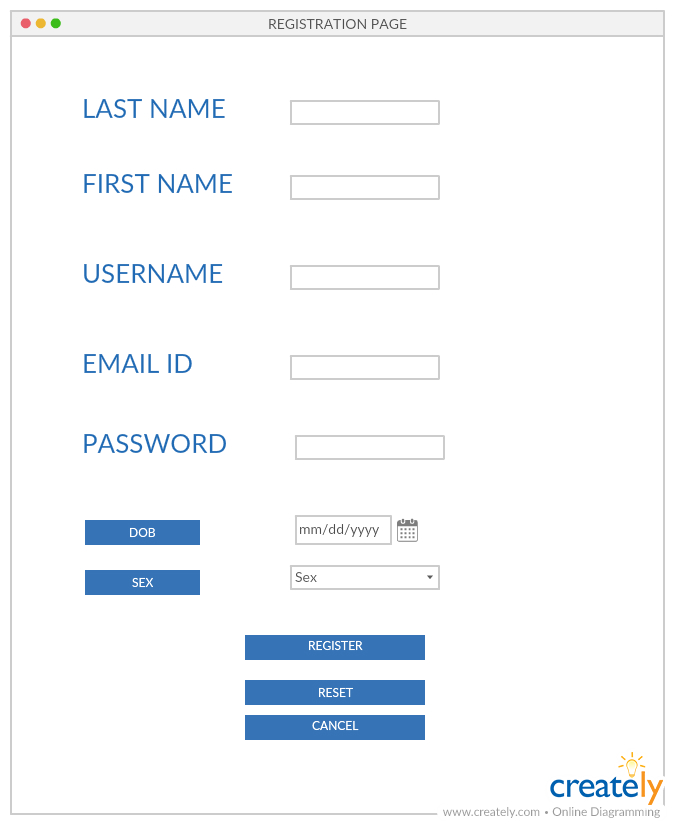 REGISTRATION PAGE
LAST NAME
FIRST NAME
USERNAME
EMAIL ID
PASSWORD
DOB mm/dd/yyyy
SEX Sex
REGISTER
RESET
CANCEL
creately
www.creately.com • Online Diagramming